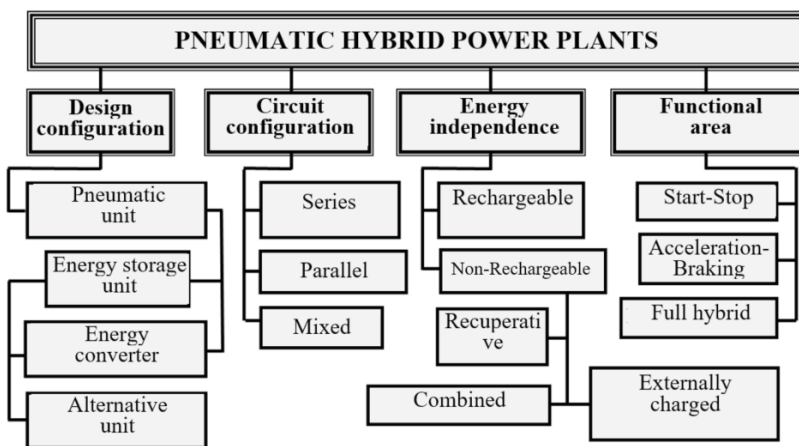 PNEUMATIC HYBRID POWER PLANTS
Design
configuration
Circuit
configuration
Energy
independence
Functional
area
Pneumatic
unit
Energy storage
unit
Energy
converter
Alternative
unit
Series
Parallel
Mixed
Rechargeable
Non-Rechargeable
Recuperati
ve
Combined
Externally
charged
Start-Stop
Acceleration-
Braking
Full hybrid